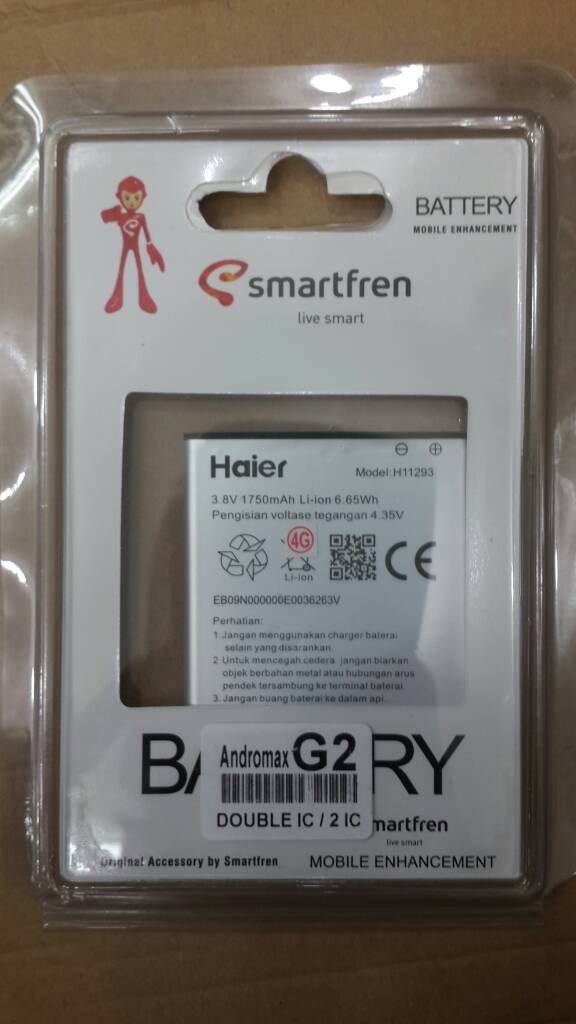 BATTERY
MOBILE ENHANCEMENT
smartfren
live smart
Haier
Model:H11293
3.8V 1750mAh Li-ion 6.65Wh
Pengisian voltase tegangan 4.35V
4G
Li-ion
CE
EB09N000000E0036263V
Perhatian:
1.Jangan menggunakan charger baterai
selain yang disarankan.
2.Untuk mencegah cedera jangan biarkan
objek berbahan metal atau hubungan arus
pendek tersambung ke terminal baterai.
3.Jangan buang baterai ke dalam api.
BA RY
Andromax G2
DOUBLE IC / 2 IC
martfren
live smart
Original Accessory by Smartfren
MOBILE ENHANCEMENT